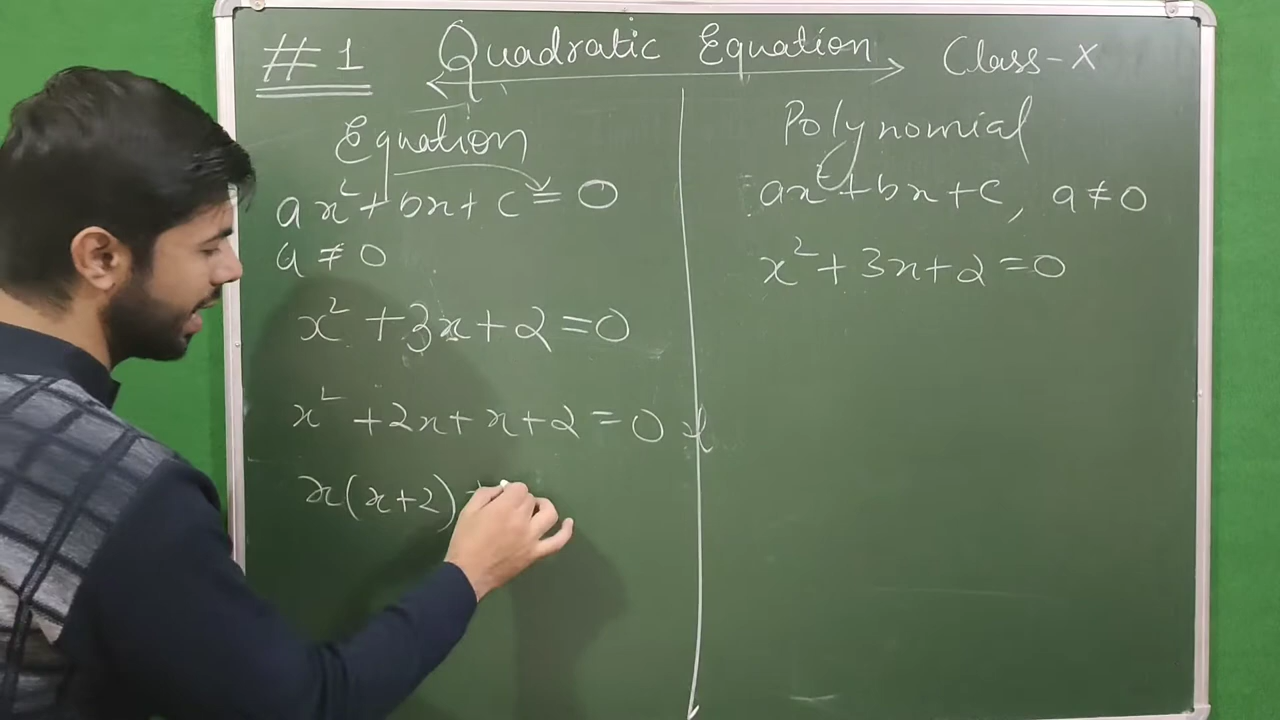 #1 Quadratic Equation Class-X
Equation
ax²+bx+c=0
a≠0
x²+3x+2=0
x²+2x+x+2=0
x(x+2)+
Polynomial
ax²+bx+c, a≠0
x²+3x+2=0